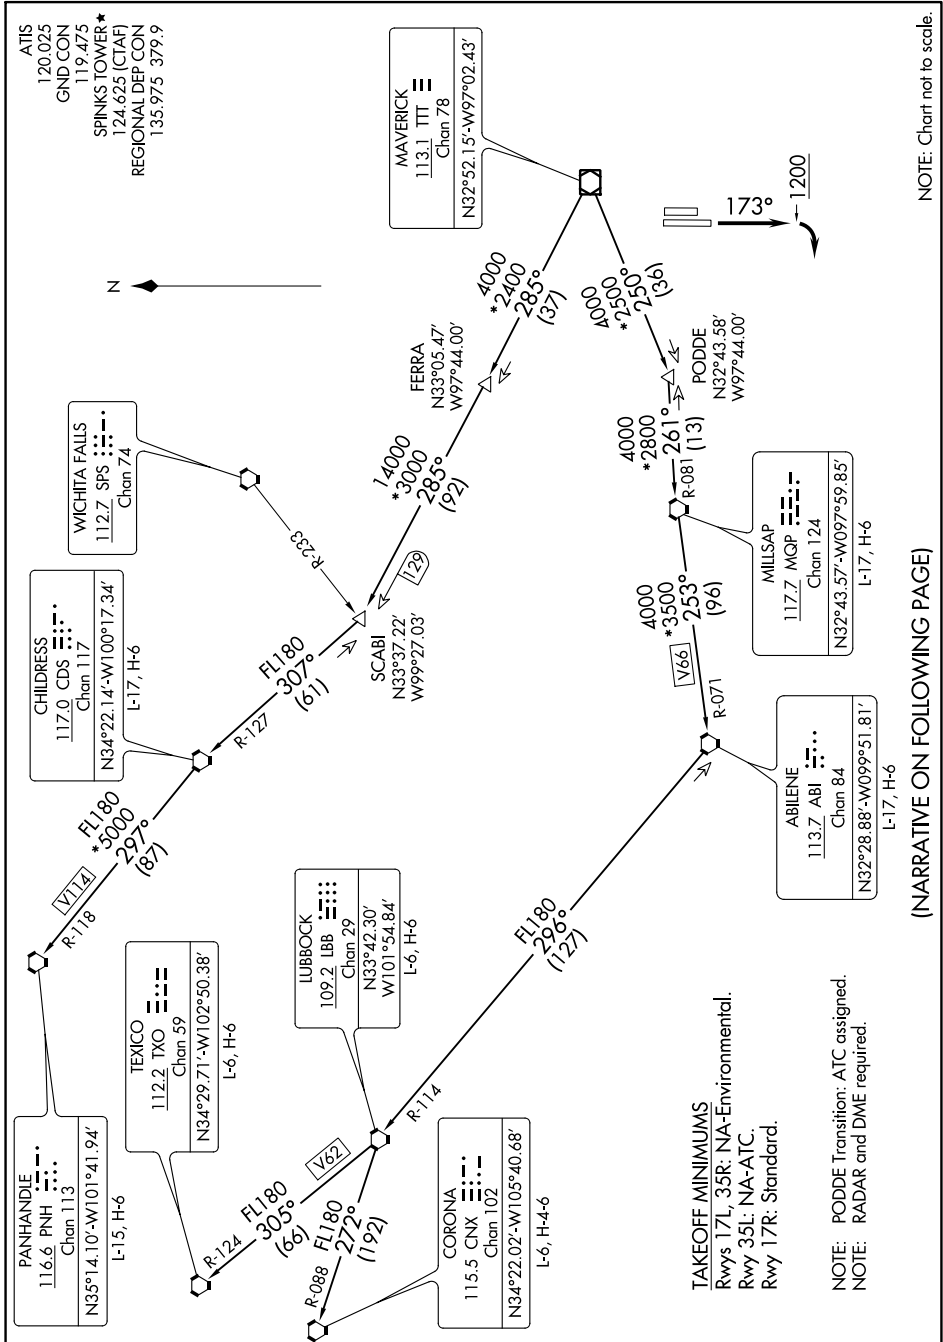 ATIS
120.025
GND CON
119.475
SPINKS TOWER★
124.625 (CTAF)
REGIONAL DEP CON
135.975 379.9
N
MAVERICK
113.1 TTT
Chan 78
N32°52.15′-W97°02.43′
4000
*2400
285°
(37)
FERRA
N33°05.47′
W97°44.00′
4000
*2500
250°
(36)
173°
1200
PODDE
N32°43.58′
W97°44.00′
4000
*2800
261°
(13)
R-081
MILLSAP
117.7 MQP
Chan 124
N32°43.57′-W097°59.85′
L-17, H-6
14000
*3000
285°
(92)
129
WICHITA FALLS
112.7 SPS
Chan 74
R-233
SCABI
N33°37.22′
W99°27.03′
FL180
307°
(61)
R-127
CHILDRESS
117.0 CDS
Chan 117
N34°22.14′-W100°17.34′
L-17, H-6
4000
*3500
253°
(96)
V66
R-071
ABILENE
113.7 ABI
Chan 84
N32°28.88′-W099°51.81′
L-17, H-6
FL180
*5000
297°
(87)
V114
R-118
PANHANDLE
116.6 PNH
Chan 113
N35°14.10′-W101°41.94′
L-15, H-6
FL180
296°
(127)
R-114
LUBBOCK
109.2 LBB
Chan 29
N33°42.30′
W101°54.84′
L-6, H-6
TEXICO
112.2 TXO
Chan 59
N34°29.71′-W102°50.38′
L-6, H-6
V62
FL180
305°
(66)
R-124
FL180
272°
(192)
R-088
CORONA
115.5 CNX
Chan 102
N34°22.02′-W105°40.68′
L-6, H-4-6
TAKEOFF MINIMUMS
Rwys 17L, 35R: NA-Environmental.
Rwy 35L: NA-ATC.
Rwy 17R: Standard.
NOTE: PODDE Transition: ATC assigned.
NOTE: RADAR and DME required.
NOTE: Chart not to scale.
(NARRATIVE ON FOLLOWING PAGE)